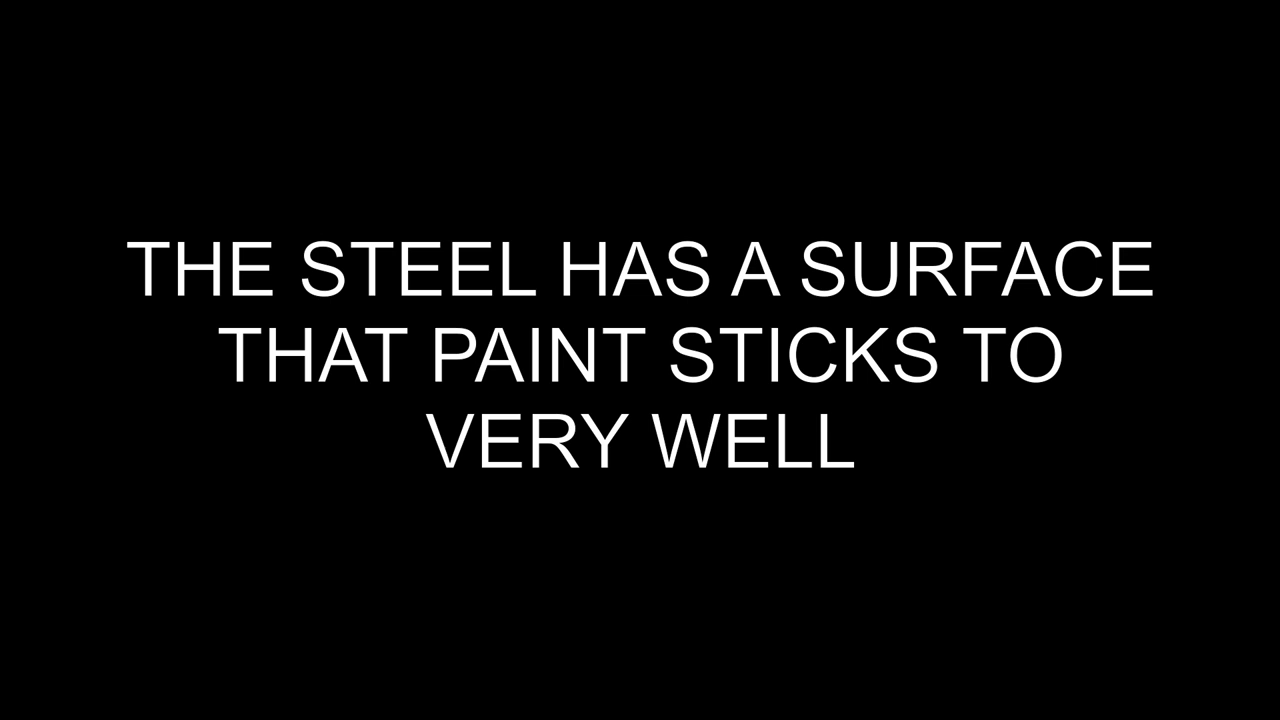 THE STEEL HAS A SURFACE
THAT PAINT STICKS TO
VERY WELL